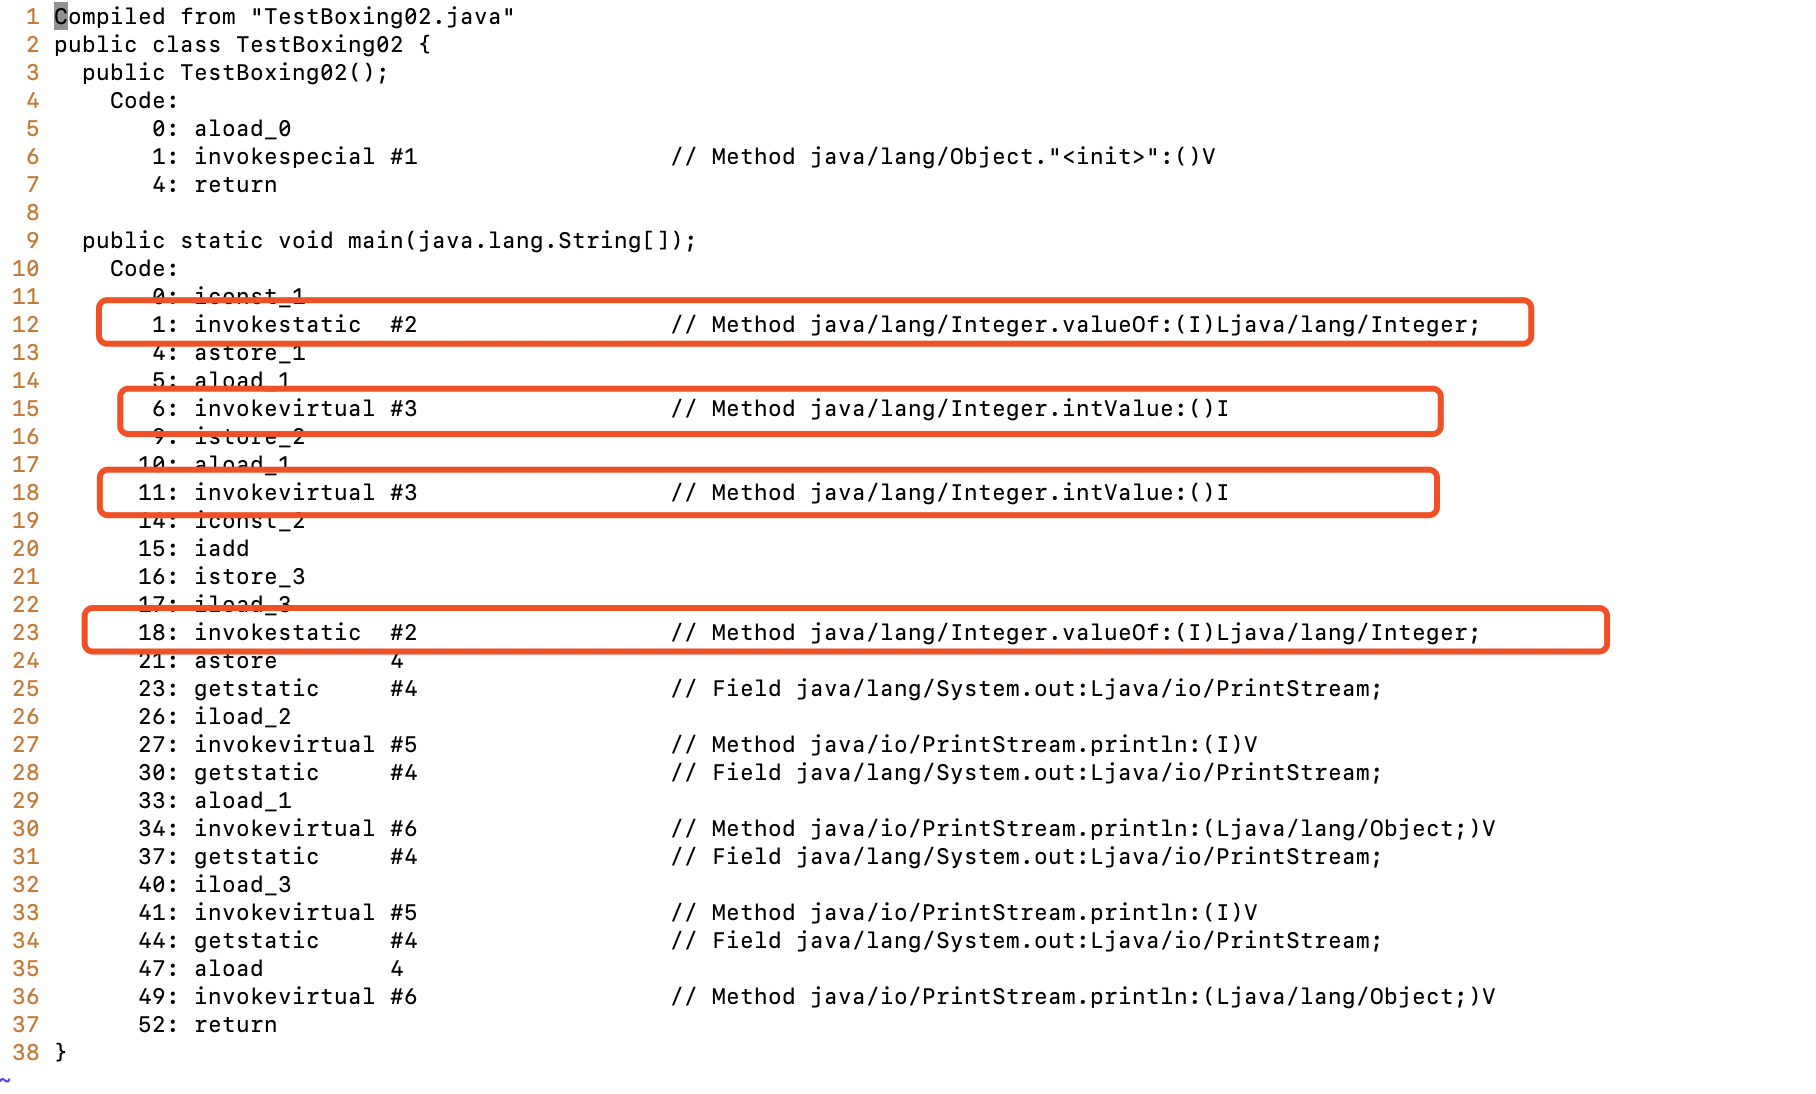 1 Compiled from "TestBoxing02.java"
2 public class TestBoxing02 {
3   public TestBoxing02();
4     Code:
5        0: aload_0
6        1: invokespecial #1                  // Method java/lang/Object."<init>":()V
7        4: return
8
9   public static void main(java.lang.String[]);
10     Code:
11        0: iconst_1
12        1: invokestatic  #2                  // Method java/lang/Integer.valueOf:(I)Ljava/lang/Integer;
13        4: astore_1
14        5: aload_1
15        6: invokevirtual #3                  // Method java/lang/Integer.intValue:()I
16        9: istore_2
17       10: aload_1
18       11: invokevirtual #3                  // Method java/lang/Integer.intValue:()I
19       14: iconst_2
20       15: iadd
21       16: istore_3
22       17: iload_3
23       18: invokestatic  #2                  // Method java/lang/Integer.valueOf:(I)Ljava/lang/Integer;
24       21: astore        4
25       23: getstatic     #4                  // Field java/lang/System.out:Ljava/io/PrintStream;
26       26: iload_2
27       27: invokevirtual #5                  // Method java/io/PrintStream.println:(I)V
28       30: getstatic     #4                  // Field java/lang/System.out:Ljava/io/PrintStream;
29       33: aload_1
30       34: invokevirtual #6                  // Method java/io/PrintStream.println:(Ljava/lang/Object;)V
31       37: getstatic     #4                  // Field java/lang/System.out:Ljava/io/PrintStream;
32       40: iload_3
33       41: invokevirtual #5                  // Method java/io/PrintStream.println:(I)V
34       44: getstatic     #4                  // Field java/lang/System.out:Ljava/io/PrintStream;
35       47: aload         4
36       49: invokevirtual #6                  // Method java/io/PrintStream.println:(Ljava/lang/Object;)V
37       52: return
38 }
~